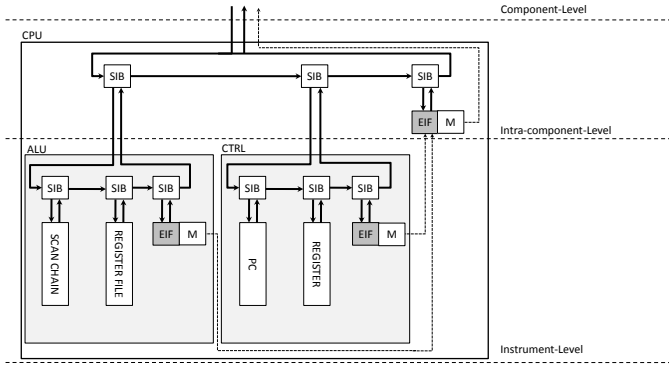 Component-Level
CPU
SIB
SIB
SIB
EIF
M
Intra-component-Level
ALU
CTRL
SIB
SIB
SIB
SIB
SIB
SIB
SCAN CHAIN
REGISTER FILE
EIF
M
PC
REGISTER
EIF
M
Instrument-Level